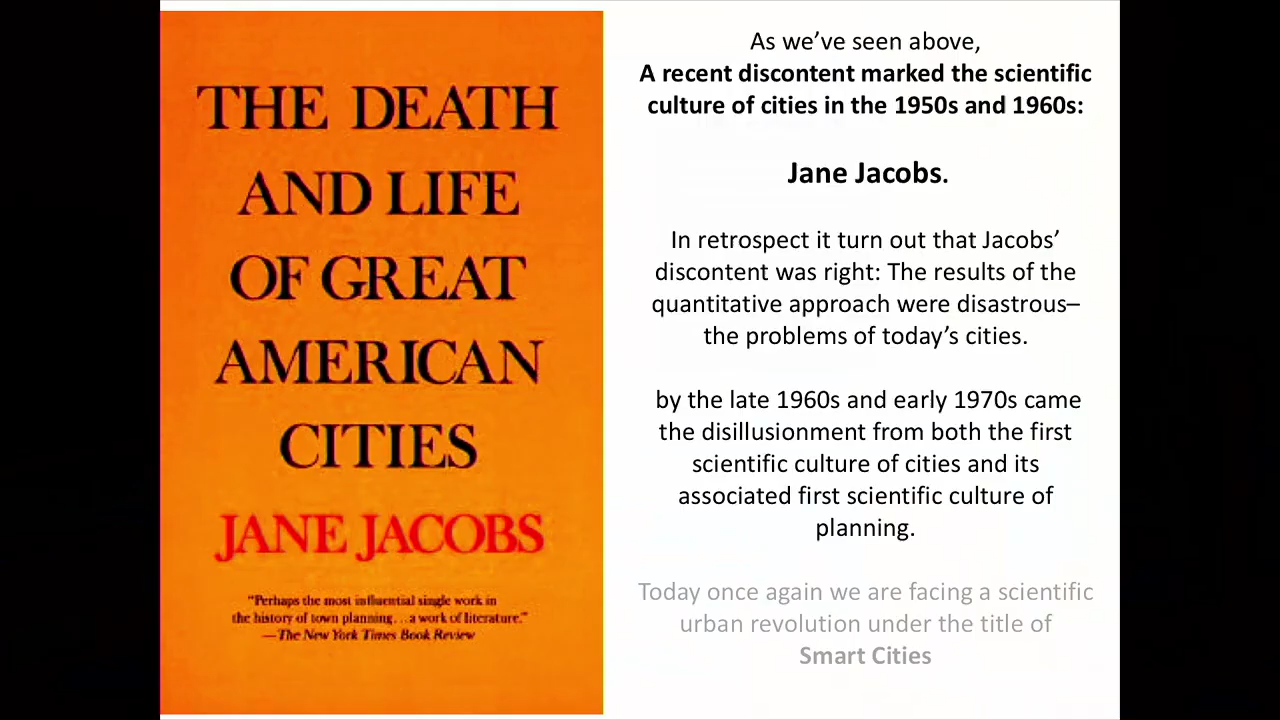 THE DEATH
AND LIFE
OF GREAT
AMERICAN
CITIES
JANE JACOBS
“Perhaps the most influential single work in
the history of town planning...a work of literature.”
—The New York Times Book Review
As we’ve seen above,
A recent discontent marked the scientific
culture of cities in the 1950s and 1960s:
Jane Jacobs.
In retrospect it turn out that Jacobs’
discontent was right: The results of the
quantitative approach were disastrous–
the problems of today’s cities.
by the late 1960s and early 1970s came
the disillusionment from both the first
scientific culture of cities and its
associated first scientific culture of
planning.
Today once again we are facing a scientific
urban revolution under the title of
Smart Cities